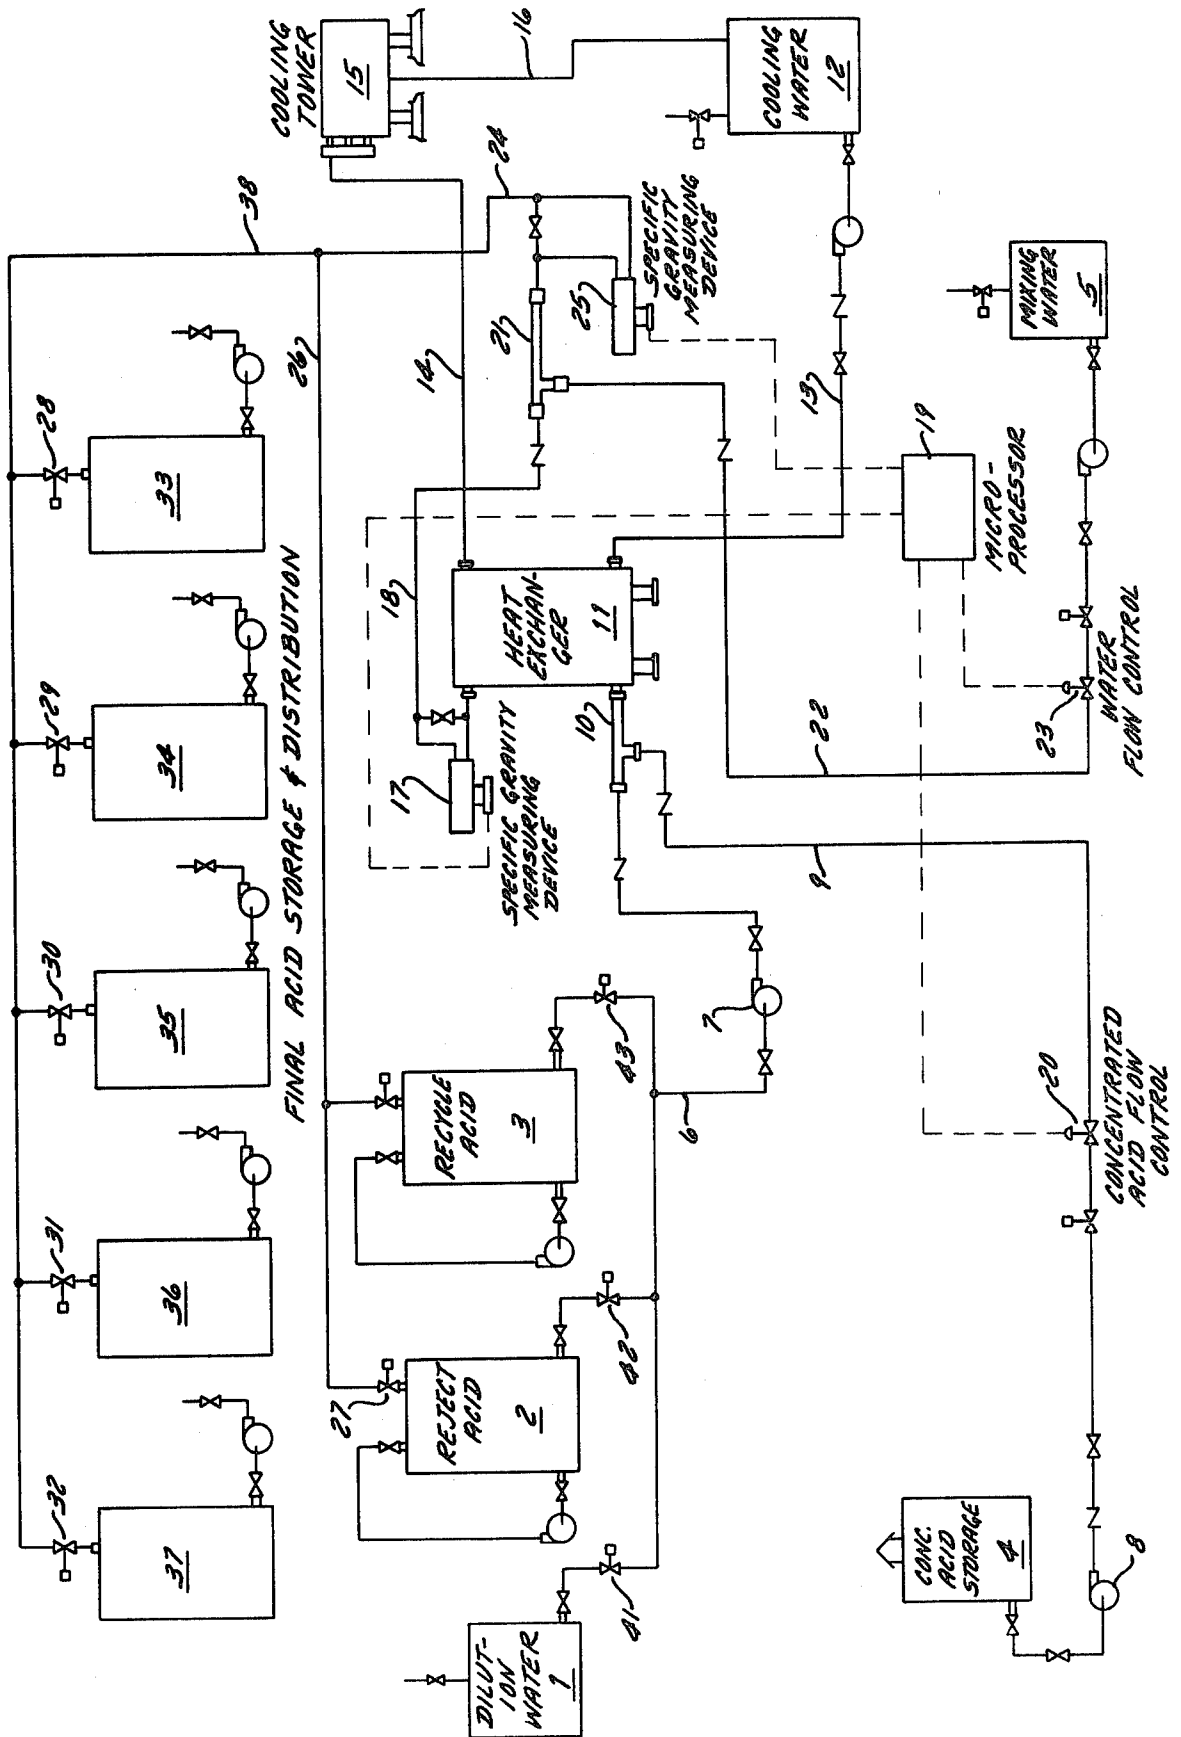 COOLING
TOWER
15
16
COOLING
WATER
12
38
24
26
14
21
25
SPECIFIC
GRAVITY
MEASURING
DEVICE
13
MIXING
WATER
5
28
33
29
34
30
35
31
36
32
37
FINAL ACID STORAGE & DISTRIBUTION
18
HEAT
EXCHAN-
GER
11
10
17
SPECIFIC GRAVITY
MEASURING
DEVICE
19
MICRO-
PROCESSOR
23
WATER
FLOW CONTROL
22
9
RECYCLE
ACID
3
43
7
6
20
CONCENTRATED
ACID FLOW
CONTROL
27
REJECT
ACID
2
42
41
DILUT-
ION
WATER
1
CONC.
ACID
STORAGE
4
8